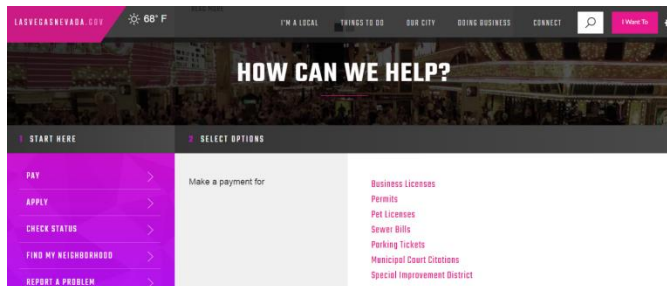 LASVEGASNEVADA.GOV
68° F
I'M A LOCAL
THINGS TO DO
OUR CITY
DOING BUSINESS
CONNECT
I Want To
HOW CAN WE HELP?
1 START HERE
2 SELECT OPTIONS
PAY
APPLY
CHECK STATUS
FIND MY NEIGHBORHOOD
REPORT A PROBLEM
Make a payment for
Business Licenses
Permits
Pet Licenses
Sewer Bills
Parking Tickets
Municipal Court Citations
Special Improvement District